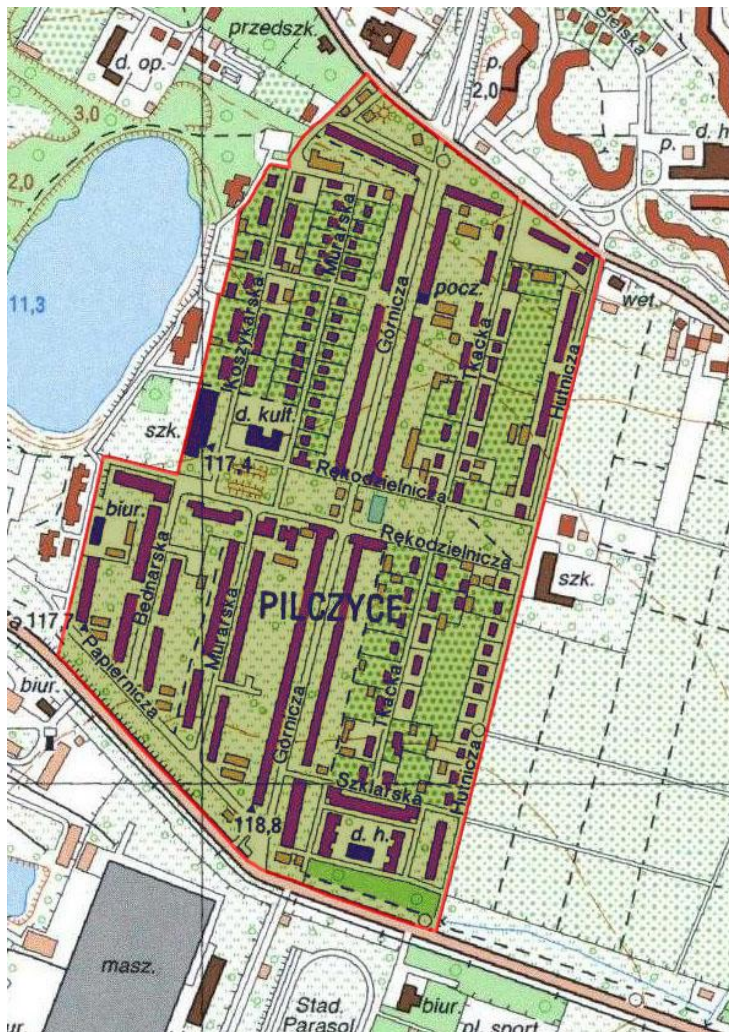 przedszk.
ielska
d. op.
p.
2,0
3,0
d. h
p.
2,0
Murarska
11,3
pocz.
wet.
Górnicza
Koszykarska
Tkacka
Hutnicza
d. kult.
szk.
117,4
Rękodzielnicza
biur.
Rękodzielnicza
Bednarska
szk.
PILCZYCE
Murarska
117,7
a
Papiernicza
Tkacka
biur.
Górnicza
Hutnicza
Szklarska
118,8
d. h.
masz.
Stad.
Parasol
biur.
pl. sport.
ur.